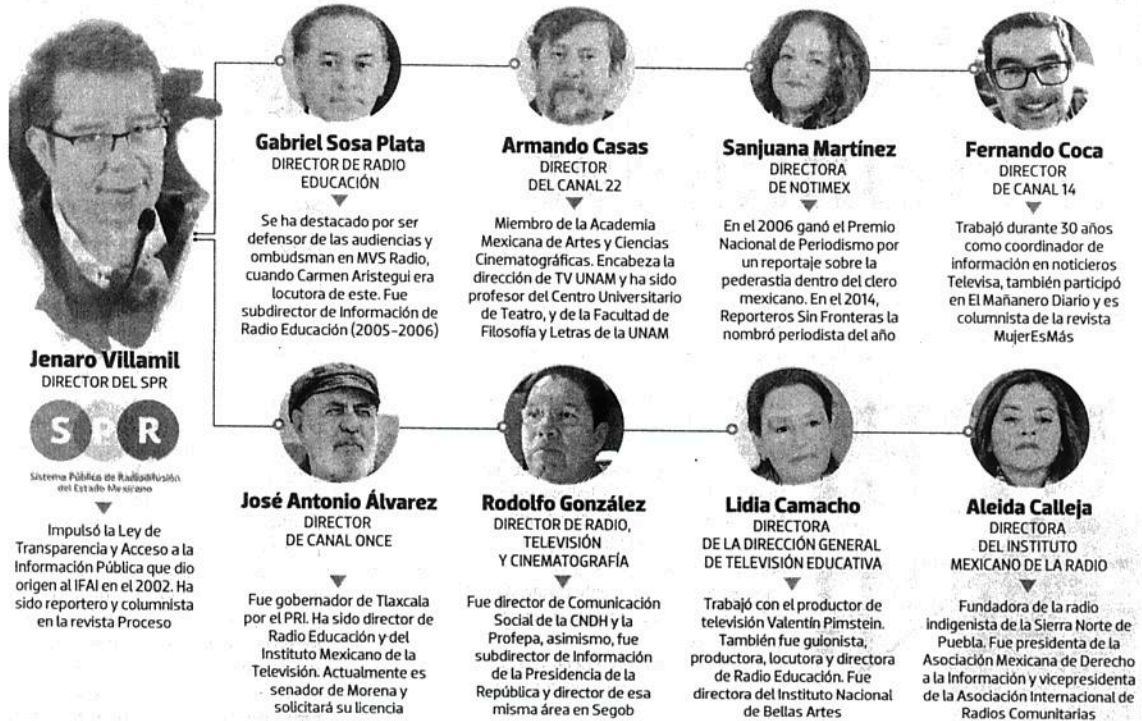 Jenaro Villamil
DIRECTOR DEL SPR
S P R
Sistema Público de Radiodifusión
del Estado Mexicano
Impulsó la Ley de
Transparencia y Acceso a la
Información Pública que dio
origen al IFAI en el 2002. Ha
sido reportero y columnista
en la revista Proceso
Gabriel Sosa Plata
DIRECTOR DE RADIO
EDUCACIÓN
Se ha destacado por ser
defensor de las audiencias y
ombudsman en MVS Radio,
cuando Carmen Aristegui era
locutora de este. Fue
subdirector de Información de
Radio Educación (2005-2006)
Armando Casas
DIRECTOR
DEL CANAL 22
Miembro de la Academia
Mexicana de Artes y Ciencias
Cinematográficas. Encabeza la
dirección de TV UNAM y ha sido
profesor del Centro Universitario
de Teatro, y de la Facultad de
Filosofía y Letras de la UNAM
Sanjuana Martínez
DIRECTORA
DE NOTIMEX
En el 2006 ganó el Premio
Nacional de Periodismo por
un reportaje sobre la
pederastia dentro del clero
mexicano. En el 2014,
Reporteros Sin Fronteras la
nombró periodista del año
Fernando Coca
DIRECTOR
DE CANAL 14
Trabajó durante 30 años
como coordinador de
información en noticieros
Televisa, también participó
en El Mañanero Diario y es
columnista de la revista
MujerEsMás
José Antonio Álvarez
DIRECTOR
DE CANAL ONCE
Fue gobernador de Tlaxcala
por el PRI. Ha sido director de
Radio Educación y del
Instituto Mexicano de la
Televisión. Actualmente es
senador de Morena y
solicitará su licencia
Rodolfo González
DIRECTOR DE RADIO,
TELEVISIÓN
Y CINEMATOGRAFÍA
Fue director de Comunicación
Social de la CNDH y la
Profepa, asimismo, fue
subdirector de Información
de la Presidencia de la
República y director de esa
misma área en Segob
Lidia Camacho
DIRECTORA
DE LA DIRECCIÓN GENERAL
DE TELEVISIÓN EDUCATIVA
Trabajó con el productor de
televisión Valentín Pimstein.
También fue guionista,
productora, locutora y directora
de Radio Educación. Fue
directora del Instituto Nacional
de Bellas Artes
Aleida Calleja
DIRECTORA
DEL INSTITUTO
MEXICANO DE LA RADIO
Fundadora de la radio
indigenista de la Sierra Norte de
Puebla. Fue presidenta de la
Asociación Mexicana de Derecho
a la Información y vicepresidenta
de la Asociación Internacional de
Radios Comunitarias